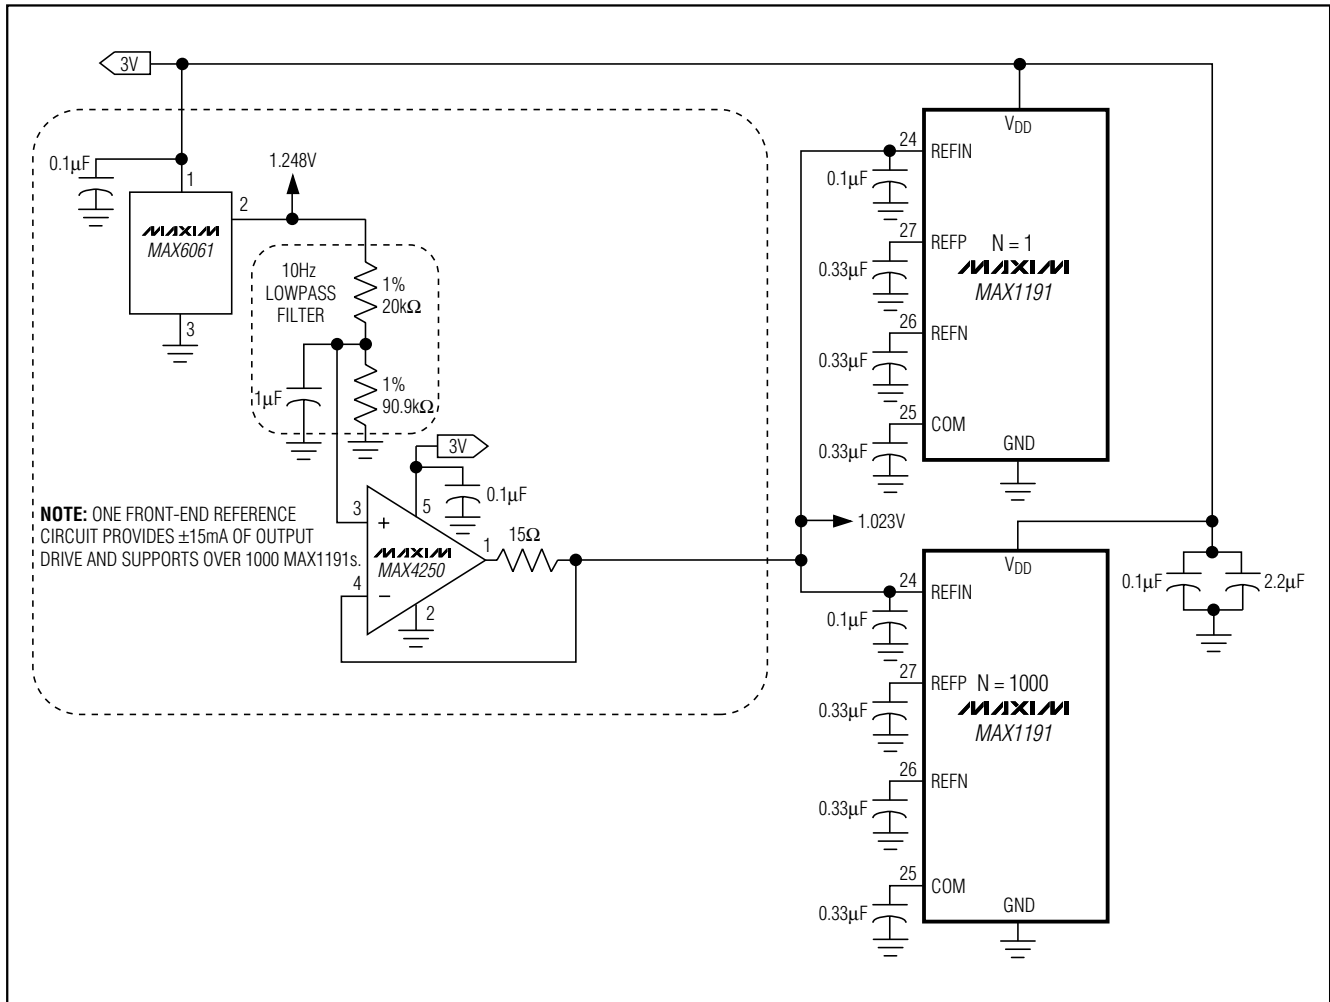 3V
0.1μF
1
1.248V
2
MAXIM
MAX6061
3
10Hz
LOWPASS
FILTER
1%
20kΩ
1μF
1%
90.9kΩ
3V
0.1μF
5
NOTE: ONE FRONT-END REFERENCE
CIRCUIT PROVIDES ±15mA OF OUTPUT
DRIVE AND SUPPORTS OVER 1000 MAX1191s.
3
+
MAXIM
MAX4250
4
−
1
15Ω
2
VDD
24
REFIN
0.1μF
27
REFP
N = 1
MAXIM
MAX1191
0.33μF
26
REFN
0.33μF
25
COM
0.33μF
GND
1.023V
VDD
24
REFIN
0.1μF
27
REFP
N = 1000
MAXIM
MAX1191
0.33μF
26
REFN
0.33μF
25
COM
0.33μF
GND
0.1μF
2.2μF